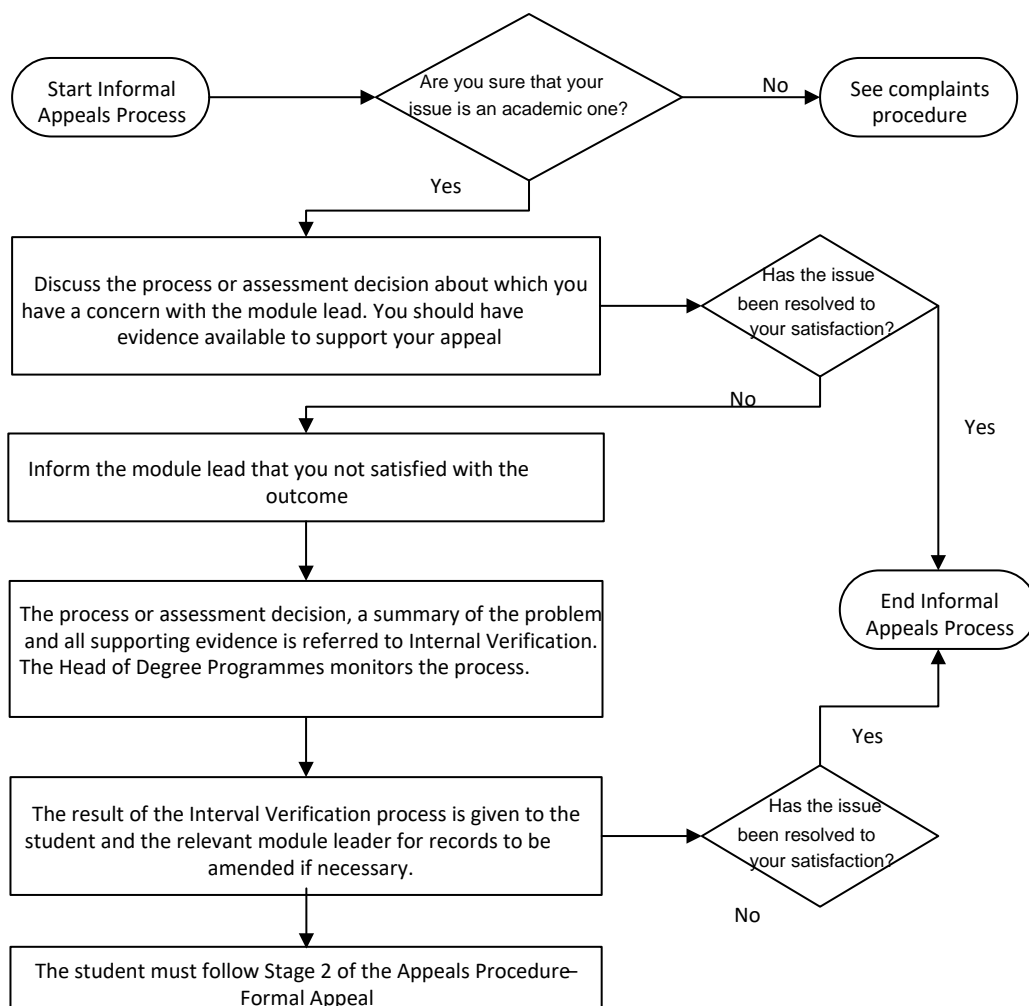 Start Informal
Appeals Process
Are you sure that your
issue is an academic one?
No
See complaints
procedure
Yes
Discuss the process or assessment decision about which you
have a concern with the module lead. You should have
evidence available to support your appeal
Has the issue
been resolved to
your satisfaction?
No
Yes
Inform the module lead that you not satisfied with the
outcome
The process or assessment decision, a summary of the problem
and all supporting evidence is referred to Internal Verification.
The Head of Degree Programmes monitors the process.
End Informal
Appeals Process
Yes
The result of the Interval Verification process is given to the
student and the relevant module leader for records to be
amended if necessary.
Has the issue
been resolved to
your satisfaction?
No
The student must follow Stage 2 of the Appeals Procedure–
Formal Appeal